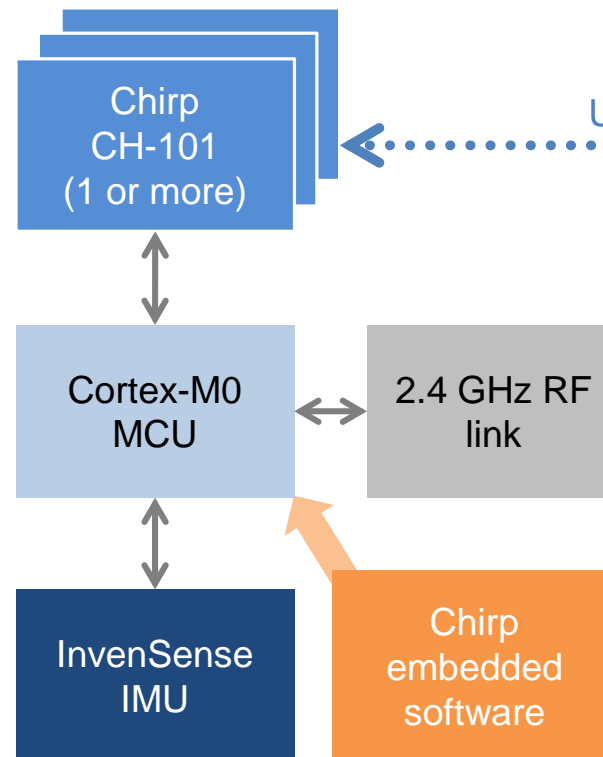 Chirp
CH-101
(1 or more)
U
Cortex-M0
MCU
2.4 GHz RF
link
InvenSense
IMU
Chirp
embedded
software